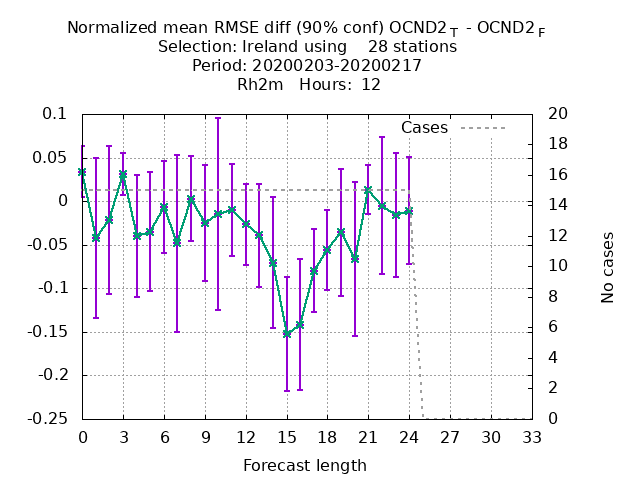 Normalized mean RMSE diff (90% conf) OCND2 T - OCND2 F
Selection: Ireland using 28 stations
Period: 20200203-20200217
Rh2m Hours: 12
Cases
0.1
0.05
0
-0.05
-0.1
-0.15
-0.2
-0.25
20
18
16
14
12
10
8
6
4
2
0
No cases
0 3 6 9 12 15 18 21 24 27 30 33
Forecast length